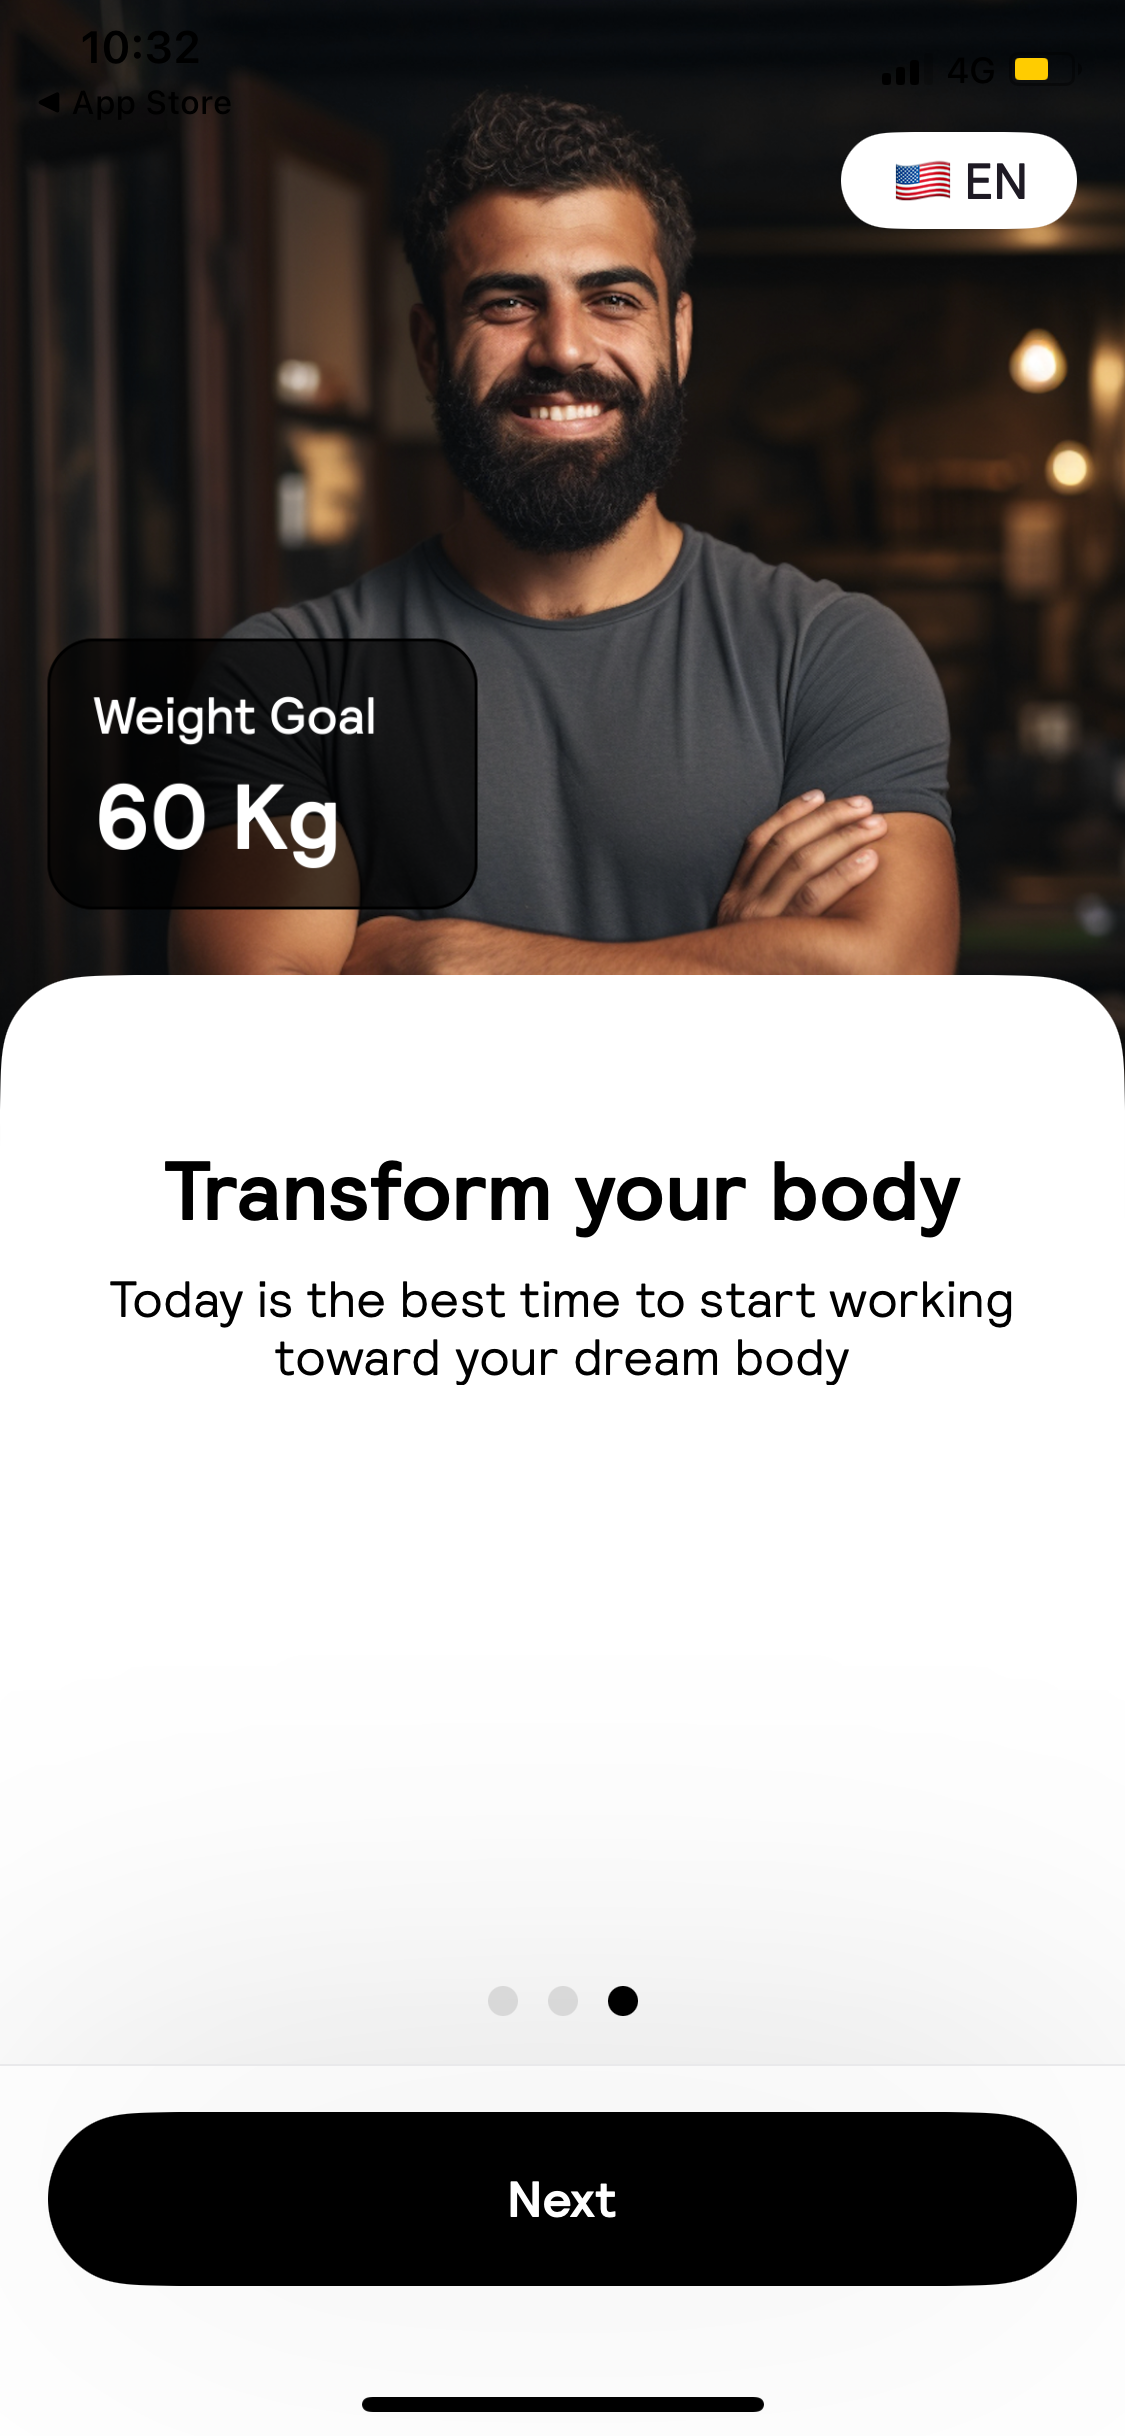 10:32
◀ App Store
4G
🇺🇸 EN
Weight Goal
60 Kg
Transform your body
Today is the best time to start working
toward your dream body
Next